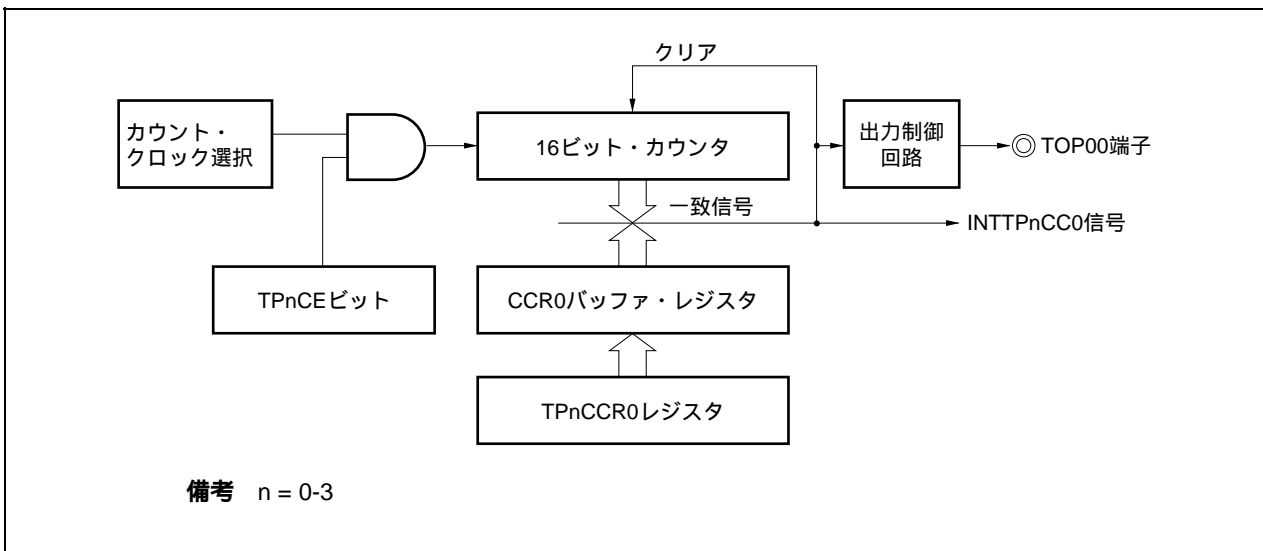 クリア
カウント・
クロック選択
16ビット・カウンタ
出力制御
回路
TOP00端子
一致信号
INTTPnCC0信号
TPnCEビット
CCR0バッファ・レジスタ
TPnCCR0レジスタ
備考 n = 0-3